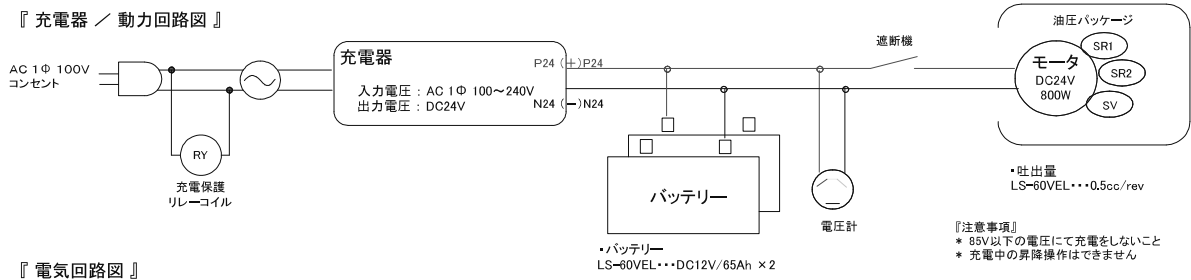 『 充電器 ／ 動力回路図 』
AC 1Φ 100V
コンセント
RY
充電保護
リレーコイル
充電器
入力電圧 : AC 1Φ 100～240V
出力電圧 : DC24V
P24 (+)P24
N24 (−)N24
バッテリー
・バッテリー
LS-60VEL・・・DC12V/65Ah ×2
遮断機
電圧計
油圧パッケージ
モータ
DC24V
800W
SR1
SR2
SV
・吐出量
LS-60VEL・・・0.5cc/rev
『注意事項』
* 85V以下の電圧にて充電をしないこと
* 充電中の昇降操作はできません
『 電気回路図 』